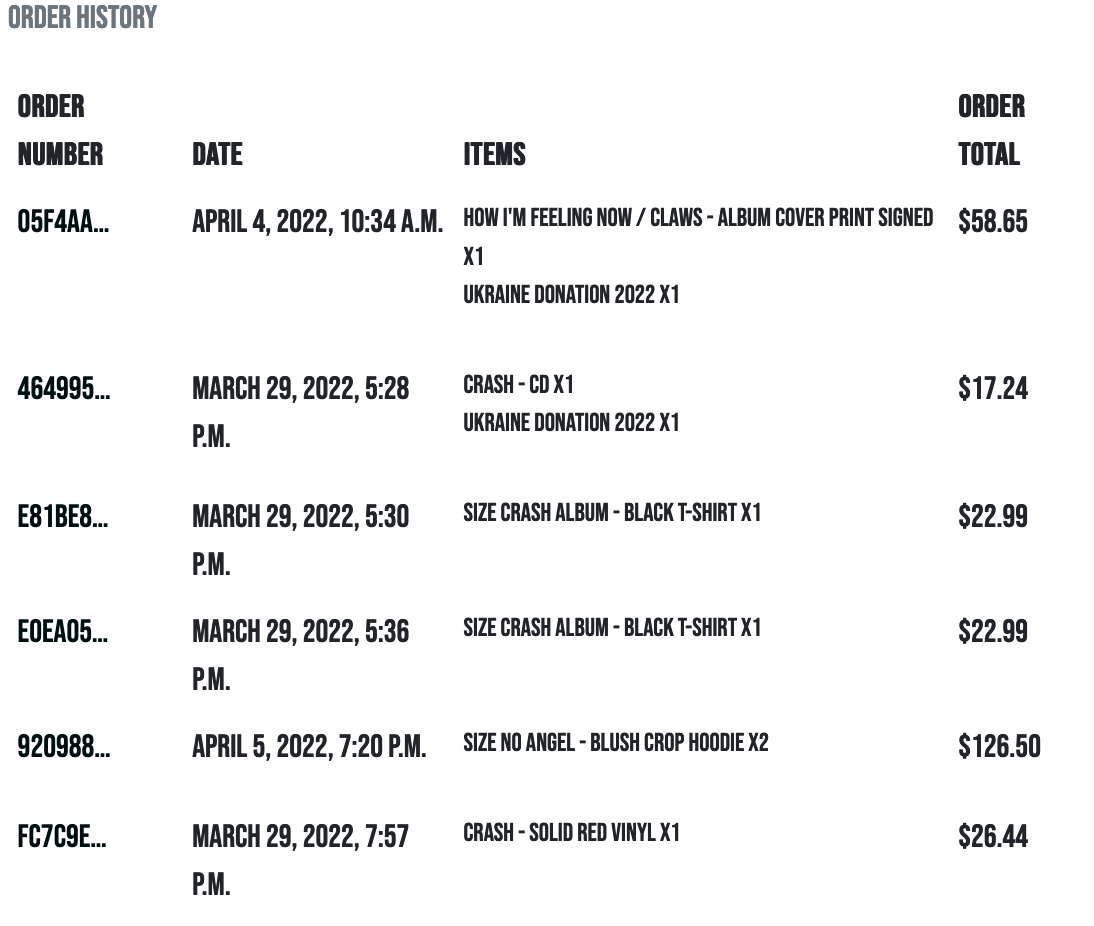 ORDER HISTORY
ORDER NUMBER DATE ITEMS ORDER TOTAL
05F4AA... APRIL 4, 2022, 10:34 A.M. HOW I'M FEELING NOW / CLAWS - ALBUM COVER PRINT SIGNED $58.65
X1
UKRAINE DONATION 2022 X1
464995... MARCH 29, 2022, 5:28 CRASH - CD X1 $17.24
P.M. UKRAINE DONATION 2022 X1
E81BE8... MARCH 29, 2022, 5:30 SIZE CRASH ALBUM - BLACK T-SHIRT X1 $22.99
P.M.
E0EA05... MARCH 29, 2022, 5:36 SIZE CRASH ALBUM - BLACK T-SHIRT X1 $22.99
P.M.
920988... APRIL 5, 2022, 7:20 P.M. SIZE NO ANGEL - BLUSH CROP HOODIE X2 $126.50
FC7C9E... MARCH 29, 2022, 7:57 CRASH - SOLID RED VINYL X1 $26.44
P.M.